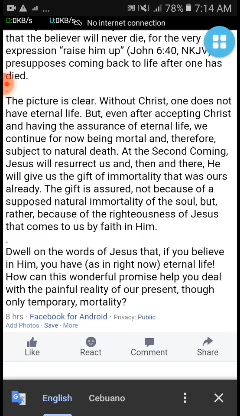 78% 7:14 AM
U:0KB/s D:0KB/s No internet connection
that the believer will never die, for the very
expression "raise him up" (John 6:40, NKJV)
presupposes coming back to life after one has
died.
The picture is clear. Without Christ, one does not
have eternal life. But, even after accepting Christ
and having the assurance of eternal life, we
continue for now being mortal and, therefore,
subject to natural death. At the Second Coming,
Jesus will resurrect us and, then and there, He
will give us the gift of immortality that was ours
already. The gift is assured, not because of a
supposed natural immortality of the soul, but,
rather, because of the righteousness of Jesus
that comes to us by faith in Him.
.
Dwell on the words of Jesus that, if you believe
in Him, you have (as in right now) eternal life!
How can this wonderful promise help you deal
with the painful reality of our present, though
only temporary, mortality?
8 hrs · Facebook for Android · Privacy: Public
Add Photos · Save · More
Like React Comment Share
English Cebuano